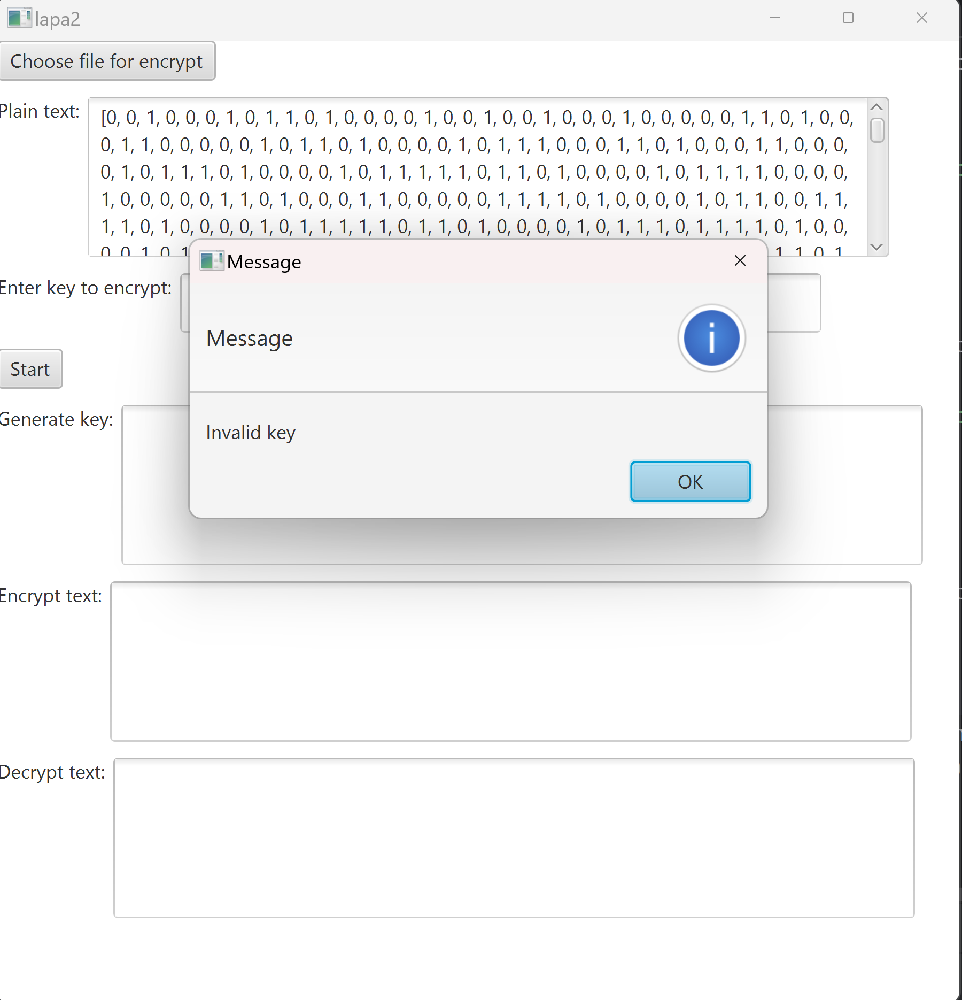 lapa2
Choose file for encrypt
Plain text:
[0, 0, 1, 0, 0, 0, 1, 0, 1, 1, 0, 1, 0, 0, 0, 0, 1, 0, 0, 1, 0, 0, 1, 0, 0, 0, 1, 0, 0, 0, 0, 0, 1, 1, 0, 1, 0, 0,
0, 1, 1, 0, 0, 0, 0, 0, 1, 0, 1, 1, 0, 1, 0, 0, 0, 0, 1, 0, 1, 1, 1, 0, 0, 0, 1, 1, 0, 1, 0, 0, 0, 1, 1, 0, 0, 0,
0, 1, 0, 1, 1, 1, 0, 1, 0, 0, 0, 0, 1, 0, 1, 1, 1, 1, 1, 0, 1, 1, 0, 1, 0, 0, 0, 0, 1, 0, 1, 1, 1, 1, 0, 0, 0, 0,
1, 0, 0, 0, 0, 0, 1, 1, 0, 1, 0, 0, 0, 1, 1, 0, 0, 0, 0, 0, 1, 1, 1, 1, 0, 1, 0, 0, 0, 0, 1, 0, 1, 1, 0, 0, 1, 1,
1, 1, 0, 1, 0, 0, 0, 0, 1, 0, 1, 1, 1, 1, 1, 0, 1, 1, 0, 1, 0, 0, 0, 0, 1, 0, 1, 1, 1, 0, 1, 1, 1, 1, 0, 1, 0, 0,
0, 0, 1, 0, 1
1, 1, 0, 1,
Enter key to encrypt:
Start
Message
Message
Invalid key
OK
Generate key:
Encrypt text:
Decrypt text: